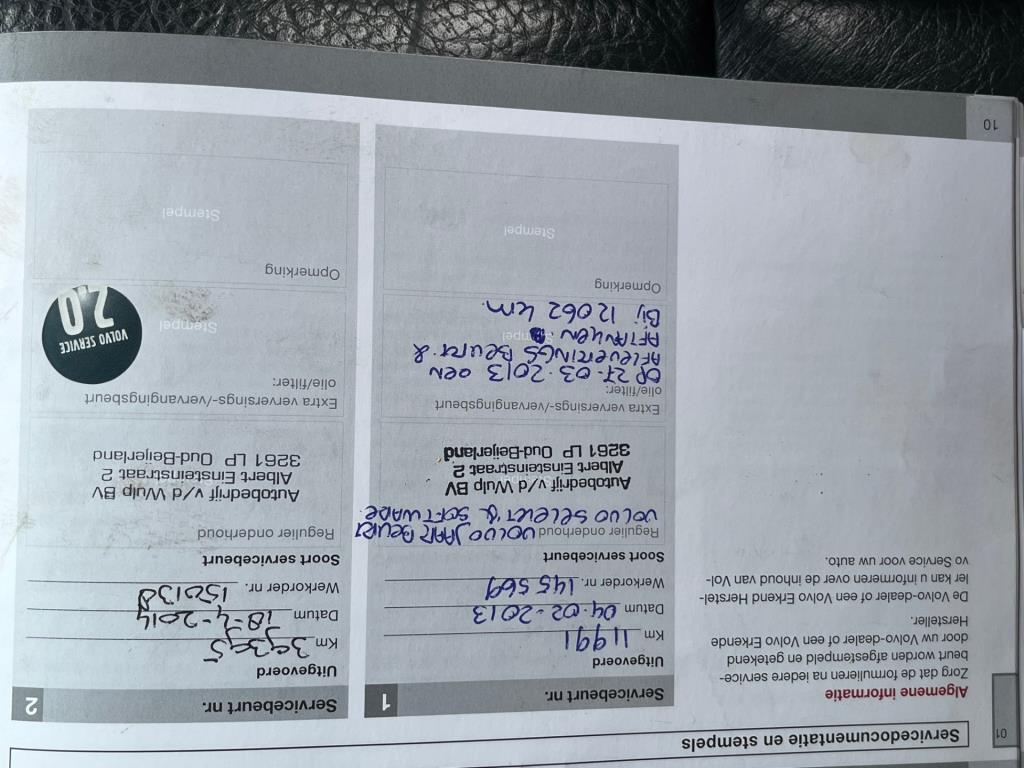 01
Servicedocumentatie en stempels
Algemene informatie
Zorg dat de formulieren na iedere service-
beurt worden afgestempeld en getekend
door uw Volvo-dealer of een Volvo Erkende
Hersteller.
De Volvo-dealer of een Volvo Erkend Herstel-
ler kan u informeren over de inhoud van Vol-
vo Service voor uw auto.
Servicebeurt nr. 1
Uitgevoerd
Km 11991
Datum 04-02-2013
Werkorder nr. 145569
Soort servicebeurt
Regulier onderhoud VOLVO JAAR BEURT
VOLVO SELEKT & SOFTWARE
Autobedrijf v/d Wulp BV
Albert Einsteinstraat 2
3261 LP Oud-Beijerland
Extra verversings-/vervangingsbeurt
olie/filter:
OP 27-03-2013 een
AFLEVERINGS Beurt &
AFTANKEN
Stempel
Bij 12062 km.
Opmerking
Stempel
Servicebeurt nr. 2
Uitgevoerd
Km 39395
Datum 18-4-2014
Werkorder nr. 152130
Soort servicebeurt
Regulier onderhoud
Autobedrijf v/d Wulp BV
Albert Einsteinstraat 2
3261 LP Oud-Beijerland
Extra verversings-/vervangingsbeurt
olie/filter:
Stempel
VOLVO SERVICE
2.0
Opmerking
Stempel
10